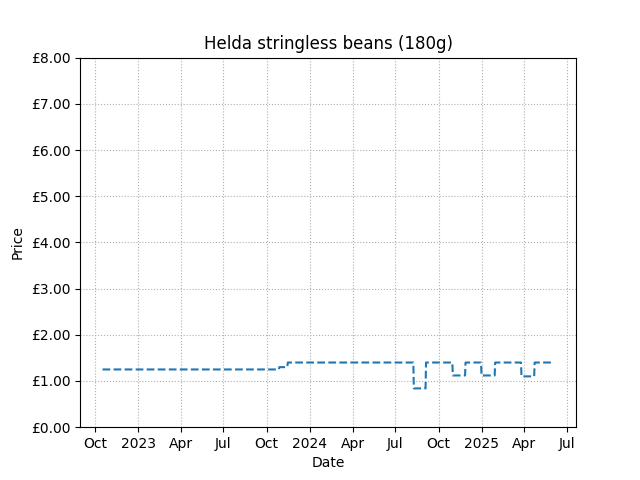 Helda stringless beans (180g)
£8.00
£7.00
£6.00
£5.00
£4.00
£3.00
£2.00
£1.00
£0.00
Price
Oct 2023 Apr Jul Oct 2024 Apr Jul Oct 2025 Apr Jul
Date